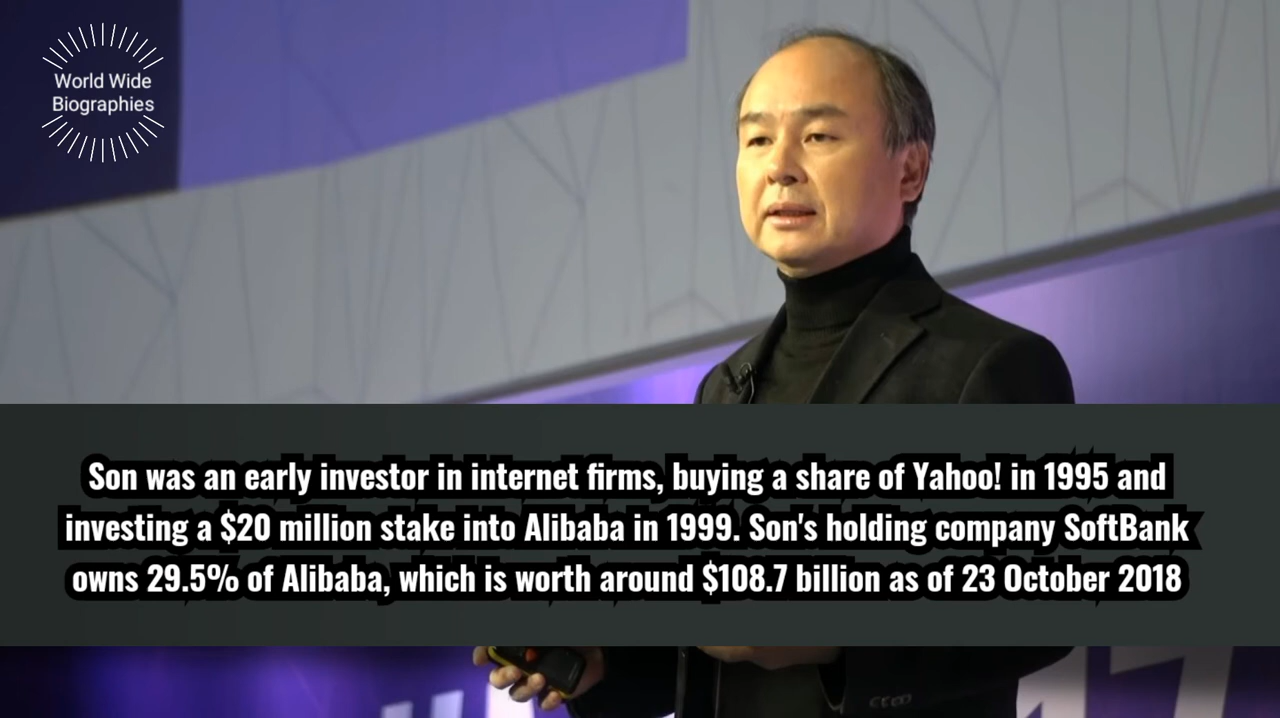 World Wide
Biographies
Son was an early investor in internet firms, buying a share of Yahoo! in 1995 and
investing a $20 million stake into Alibaba in 1999. Son's holding company SoftBank
owns 29.5% of Alibaba, which is worth around $108.7 billion as of 23 October 2018